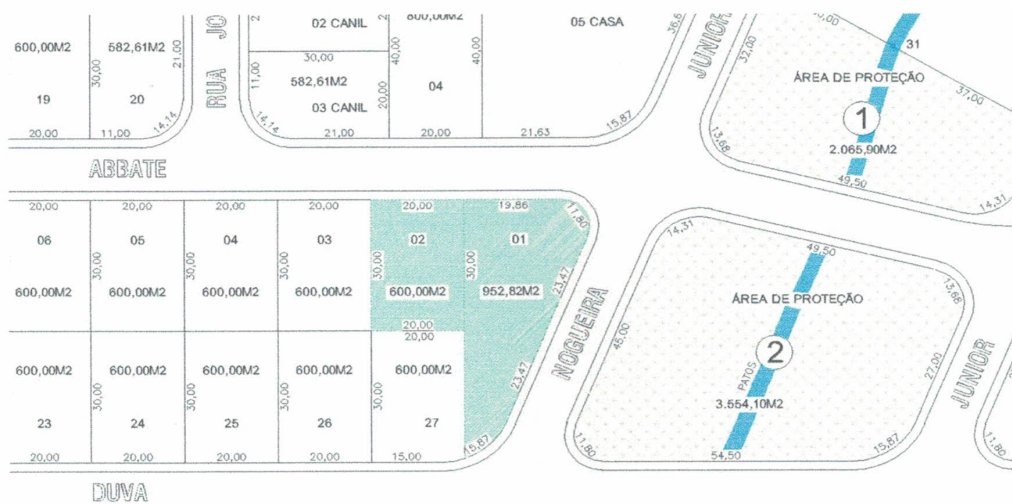 02 CANIL
800,00M2
05 CASA
36,6
JUNIOR
31
600,00M2
582,61M2
21,00
30,00
RUA JO
30,00
11,00
582,61M2
40,00
40,00
32,00
ÁREA DE PROTEÇÃO
37,00
19
20
03 CANIL
20,00
04
1
20,00
11,00
14,14
14,14
21,00
20,00
21,63
15,87
13,68
2.065,90M2
49,50
14,31
ABBATE
20,00
20,00
20,00
20,00
20,00
19,86
11,80
06
05
04
03
02
01
14,31
49,50
30,00
30,00
30,00
30,00
30,00
23,47
13,68
600,00M2
600,00M2
600,00M2
600,00M2
600,00M2
952,82M2
ÁREA DE PROTEÇÃO
20,00
20,00
NOGUEIRA
45,00
2
600,00M2
600,00M2
600,00M2
600,00M2
600,00M2
23,47
PATOS
27,00
JUNIOR
30,00
30,00
30,00
30,00
3.554,10M2
23
24
25
26
27
15,87
11,80
15,87
11,80
20,00
20,00
20,00
20,00
15,00
54,50
DUVA